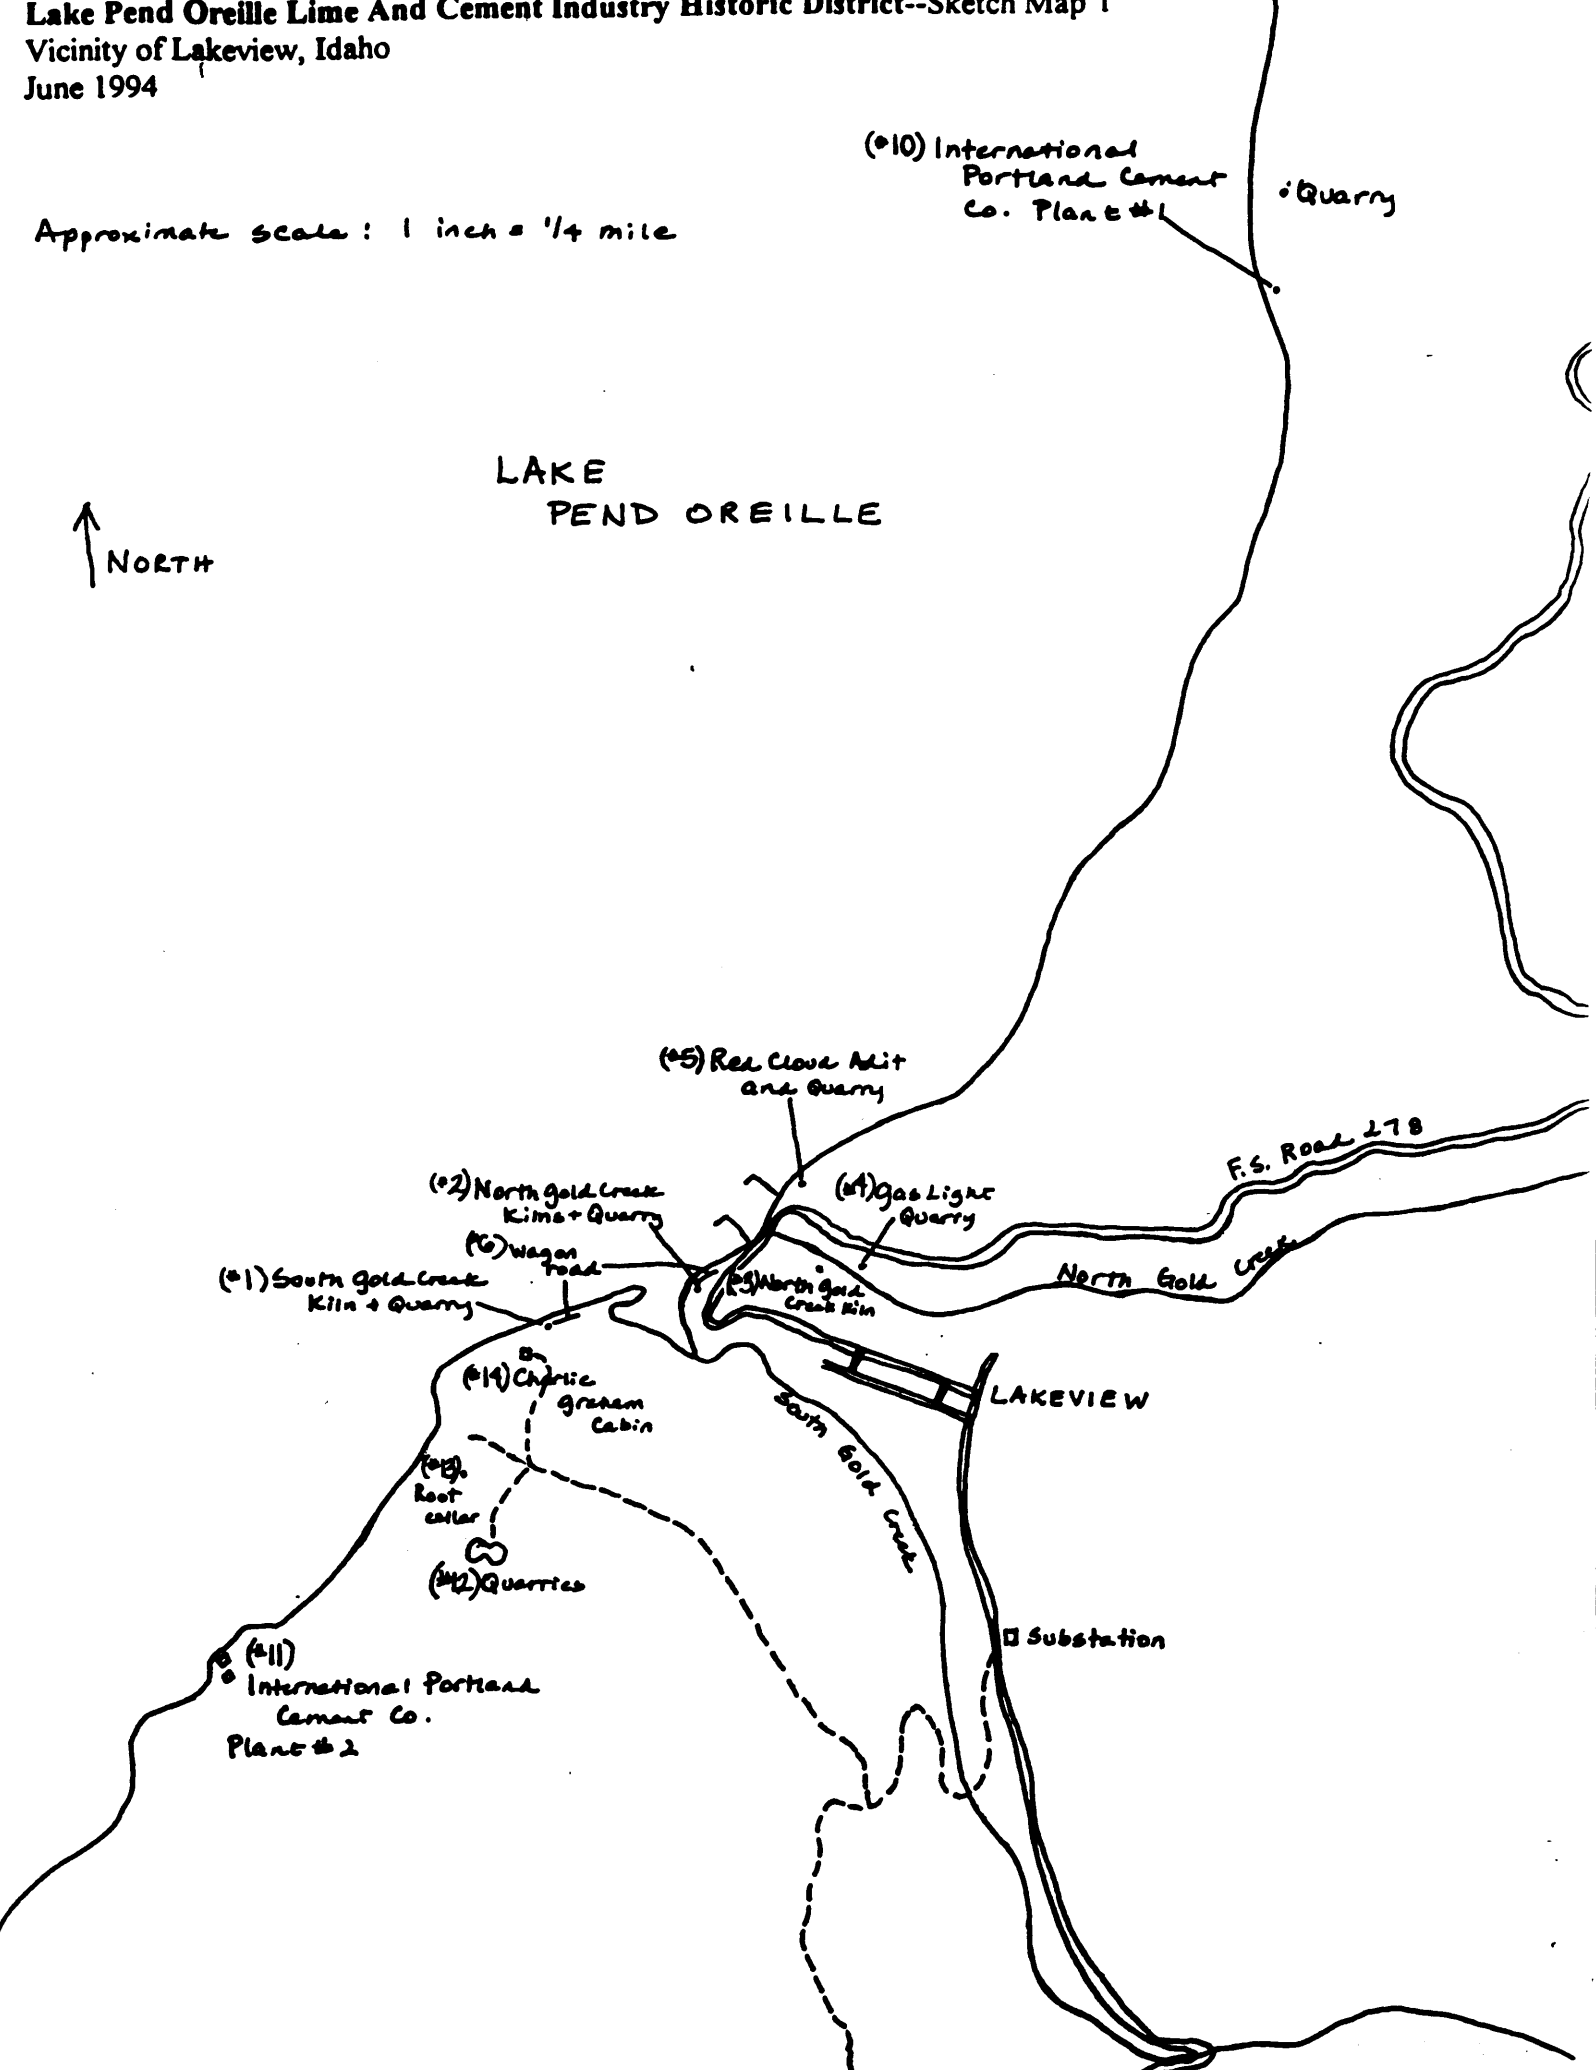 Lake Pend Oreille Lime And Cement Industry Historic District--Sketch Map 1
Vicinity of Lakeview, Idaho
June 1994
(#10) International
Portland Cement
Co. Plant #1
Quarry
Approximate scale: 1 inch = 1/4 mile
LAKE
PEND OREILLE
NORTH
(#5) Red Cloud Adit
and Quarry
F.S. Road 278
(#2) North Gold Creek
Kilns + Quarry
(#4) Gas Light
Quarry
(#6) Wagon
road
(#1) South Gold Creek
Kiln + Quarry
(#3) North Gold
Creek Kiln
North Gold Creek
(#14) Charlie
Graham
Cabin
LAKEVIEW
South Gold Creek
(#13)
Root
cellar
(#12) Quarries
Substation
(#11)
International Portland
Cement Co.
Plant #2